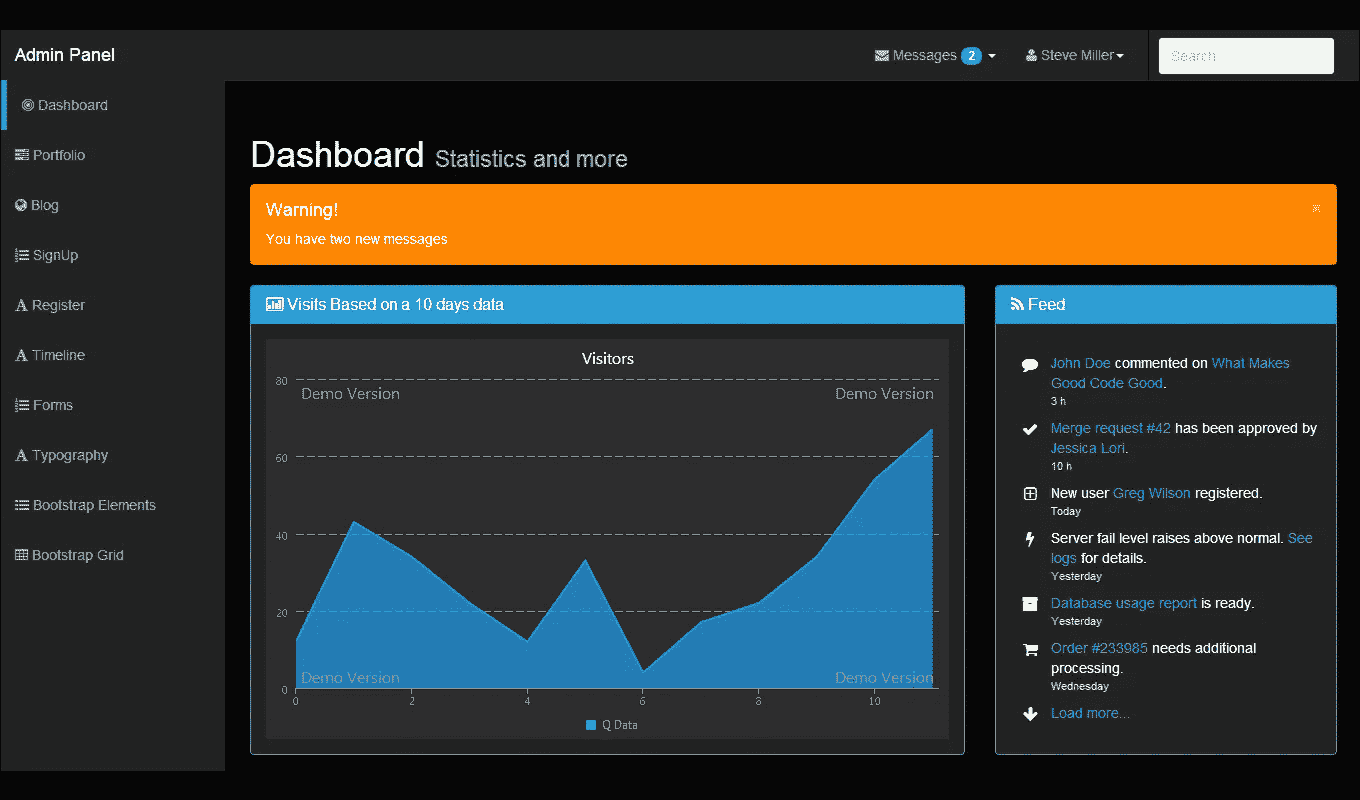 Admin Panel
Messages 2
Steve Miller
Search
Dashboard
Portfolio
Blog
SignUp
Register
Timeline
Forms
Typography
Bootstrap Elements
Bootstrap Grid
Dashboard Statistics and more
Warning!
×
You have two new messages
Visits Based on a 10 days data
Visitors
80
Demo Version
Demo Version
60
40
20
Demo Version
Demo Version
0
0 2 4 6 8 10
Q Data
Feed
John Doe commented on What Makes
Good Code Good.
3 h
Merge request #42 has been approved by
Jessica Lori.
10 h
New user Greg Wilson registered.
Today
Server fail level raises above normal. See
logs for details.
Yesterday
Database usage report is ready.
Yesterday
Order #233985 needs additional
processing.
Wednesday
Load more...